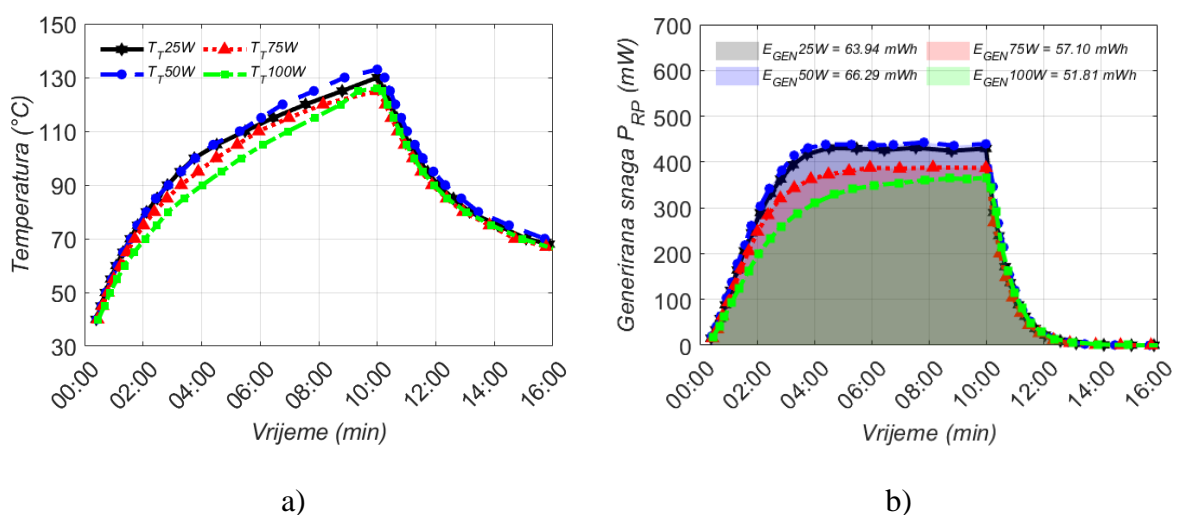 150
130
110
90
70
50
30
Temperatura (°C)
T_T25W
T_T75W
T_T50W
T_T100W
00:00
02:00
04:00
06:00
08:00
10:00
12:00
14:00
16:00
Vrijeme (min)
a)
700
600
500
400
300
200
100
0
Generirana snaga P_RP (mW)
E_GEN25W = 63.94 mWh
E_GEN75W = 57.10 mWh
E_GEN50W = 66.29 mWh
E_GEN100W = 51.81 mWh
00:00
02:00
04:00
06:00
08:00
10:00
12:00
14:00
16:00
Vrijeme (min)
b)